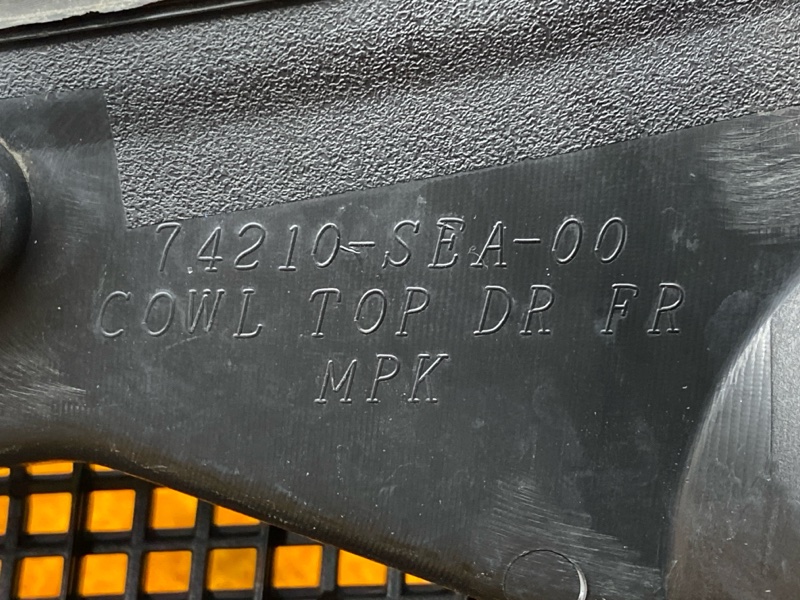 74210-SEA-00
COWL TOP DR FR
MPK